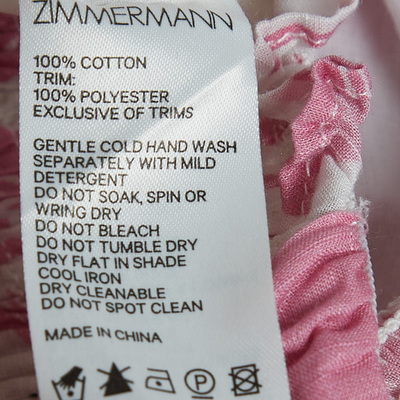 ZIMMERMANN
100% COTTON
TRIM:
100% POLYESTER
EXCLUSIVE OF TRIMS
GENTLE COLD HAND WASH
SEPARATELY WITH MILD
DETERGENT
DO NOT SOAK, SPIN OR
WRING DRY
DO NOT BLEACH
DO NOT TUMBLE DRY
DRY FLAT IN SHADE
COOL IRON
DRY CLEANABLE
DO NOT SPOT CLEAN
MADE IN CHINA
P